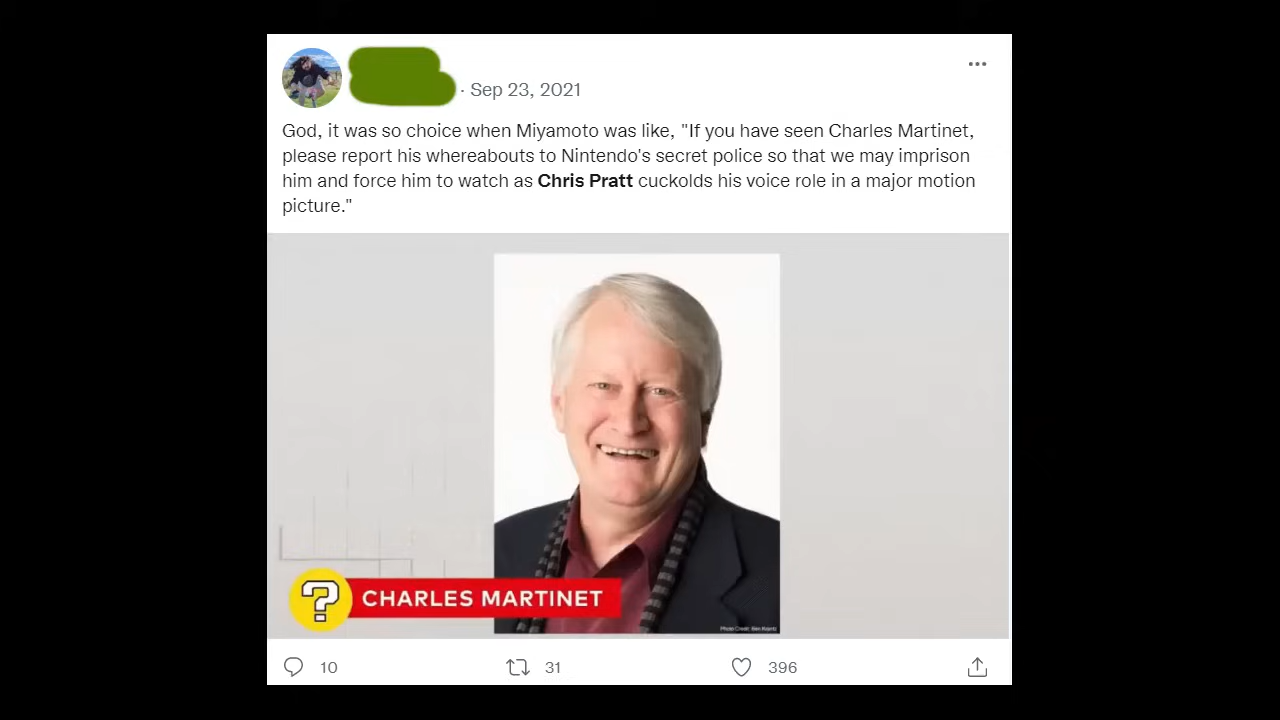 · Sep 23, 2021
God, it was so choice when Miyamoto was like, "If you have seen Charles Martinet,
please report his whereabouts to Nintendo's secret police so that we may imprison
him and force him to watch as Chris Pratt cuckolds his voice role in a major motion
picture."
CHARLES MARTINET
Photo Credit:
10
31
396